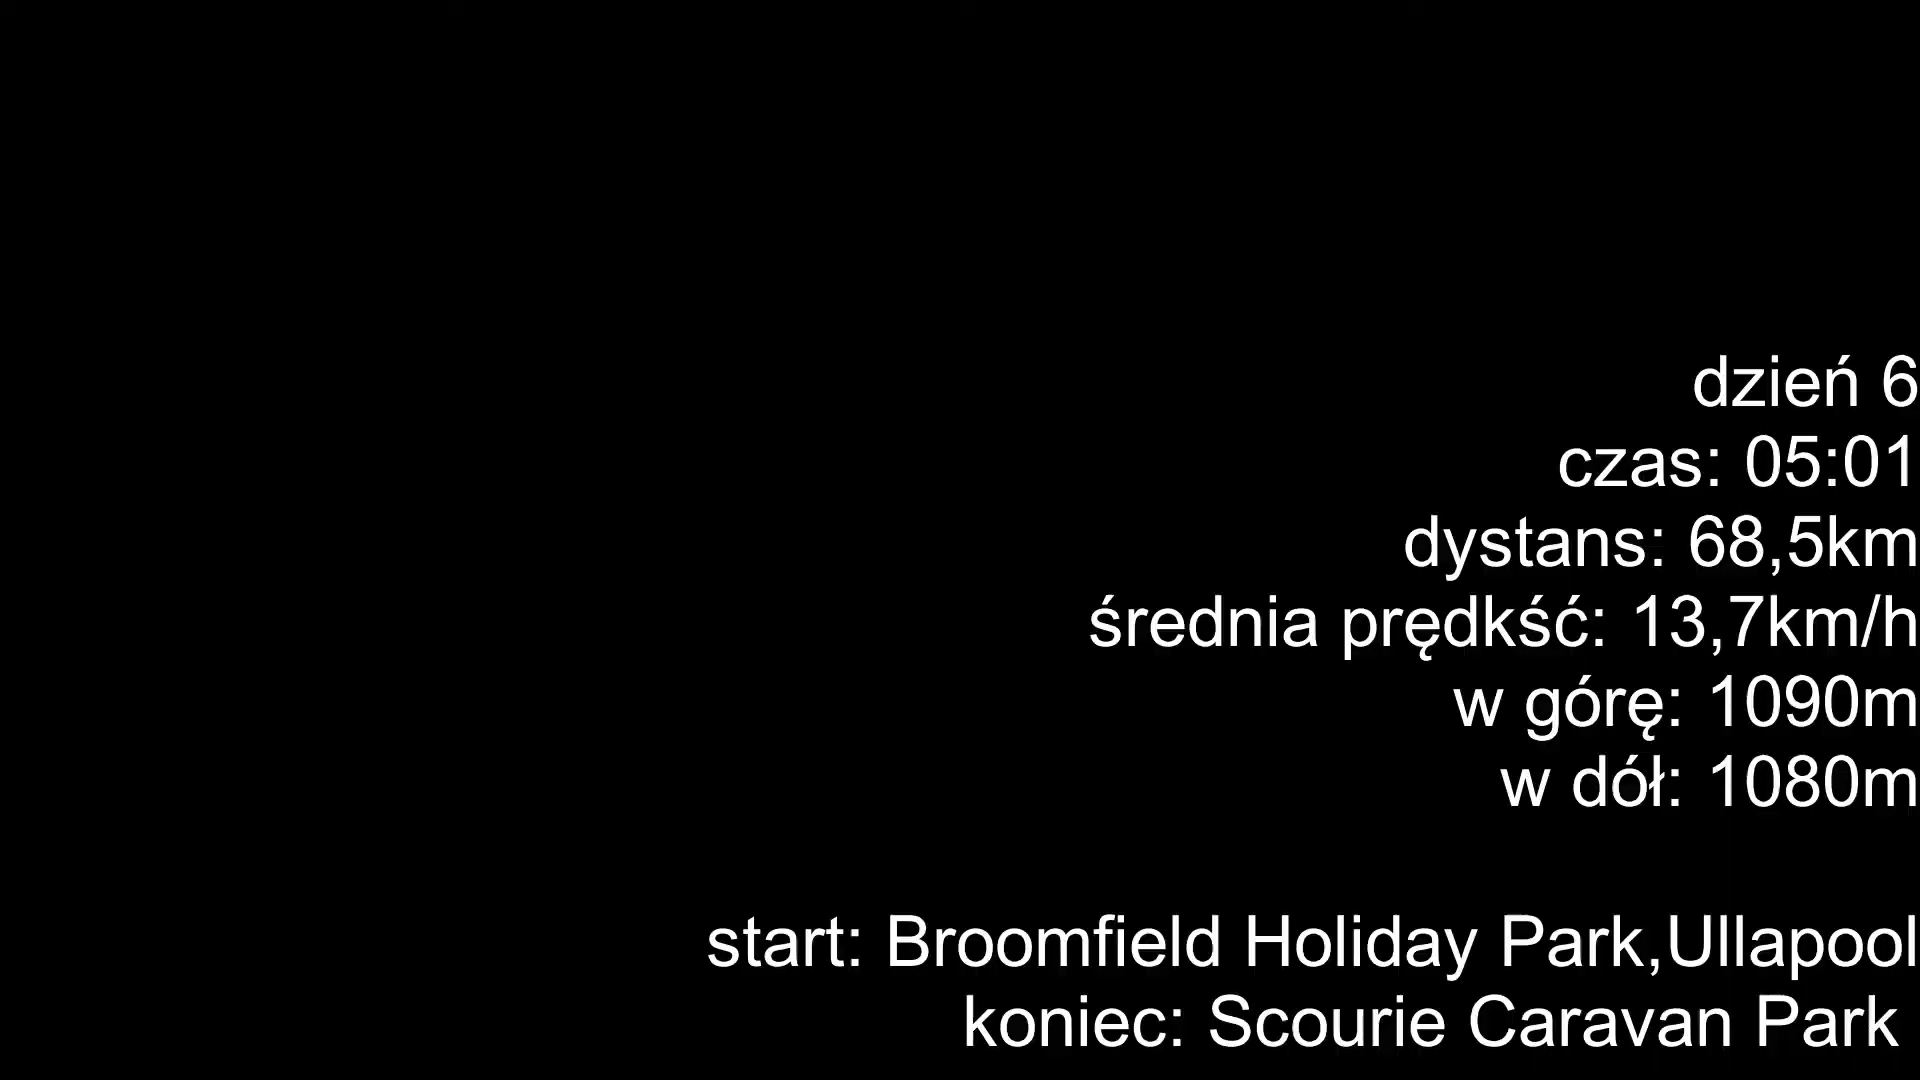 dzień 6
czas: 05:01
dystans: 68,5km
średnia prędkść: 13,7km/h
w górę: 1090m
w dół: 1080m
start: Broomfield Holiday Park,Ullapool
koniec: Scourie Caravan Park